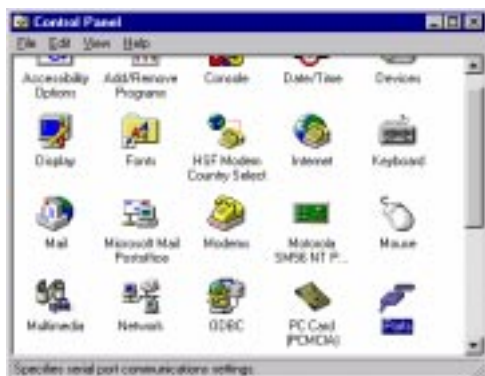 Control Panel
File Edit View Help
Accessibility Options
Add/Remove Programs
Console
Date/Time
Devices
Display
Fonts
HSF Modem Country Select
Internet
Keyboard
Mail
Microsoft Mail Postoffice
Modems
Motorola SM56 NT P...
Mouse
Multimedia
Network
ODBC
PC Card (PCMCIA)
Ports
Specifies serial port communications settings.